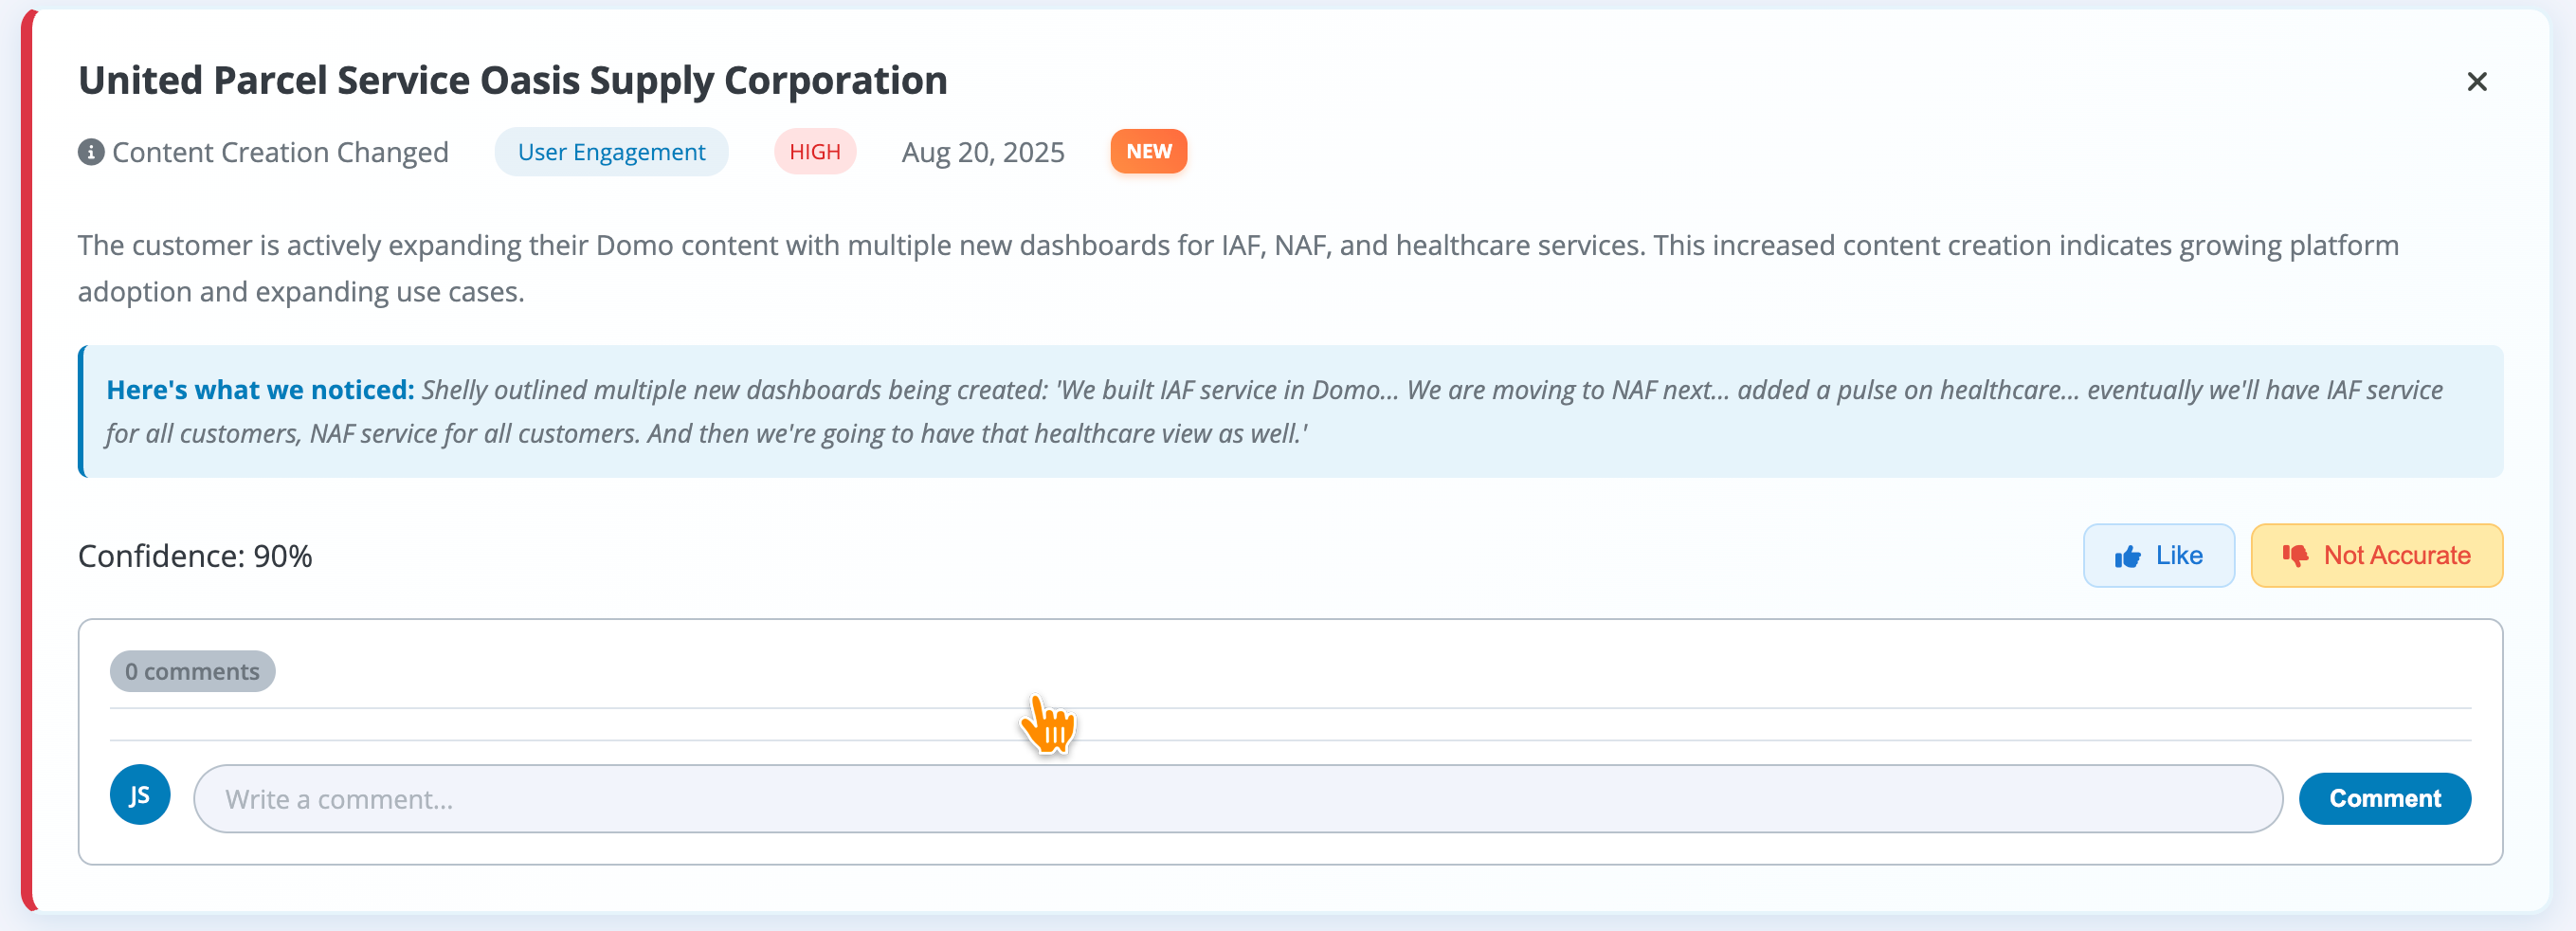 United Parcel Service Oasis Supply Corporation
Content Creation Changed User Engagement HIGH Aug 20, 2025 NEW
The customer is actively expanding their Domo content with multiple new dashboards for IAF, NAF, and healthcare services. This increased content creation indicates growing platform
adoption and expanding use cases.
Here's what we noticed: Shelly outlined multiple new dashboards being created: 'We built IAF service in Domo... We are moving to NAF next... added a pulse on healthcare... eventually we'll have IAF service
for all customers, NAF service for all customers. And then we're going to have that healthcare view as well.'
Confidence: 90% Like Not Accurate
0 comments
JS Write a comment... Comment